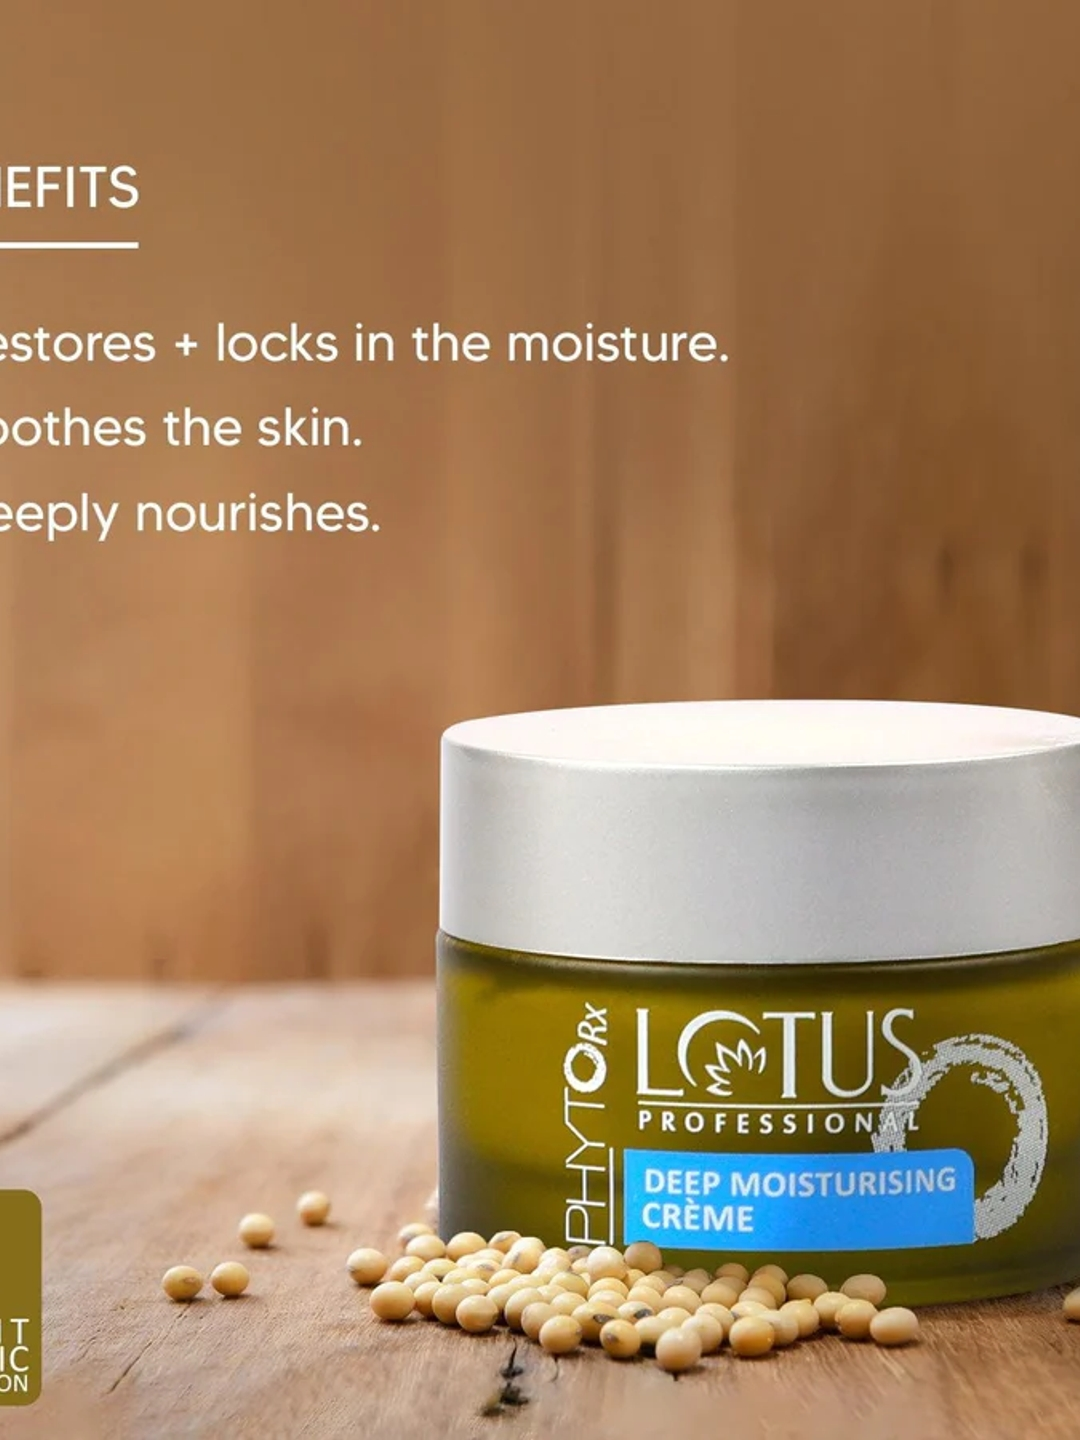 EFITS
estores + locks in the moisture.
oothes the skin.
eeply nourishes.
PHYTORx
LOTUS
PROFESSIONAL
DEEP MOISTURISING
CRÈME
T
IC
ON